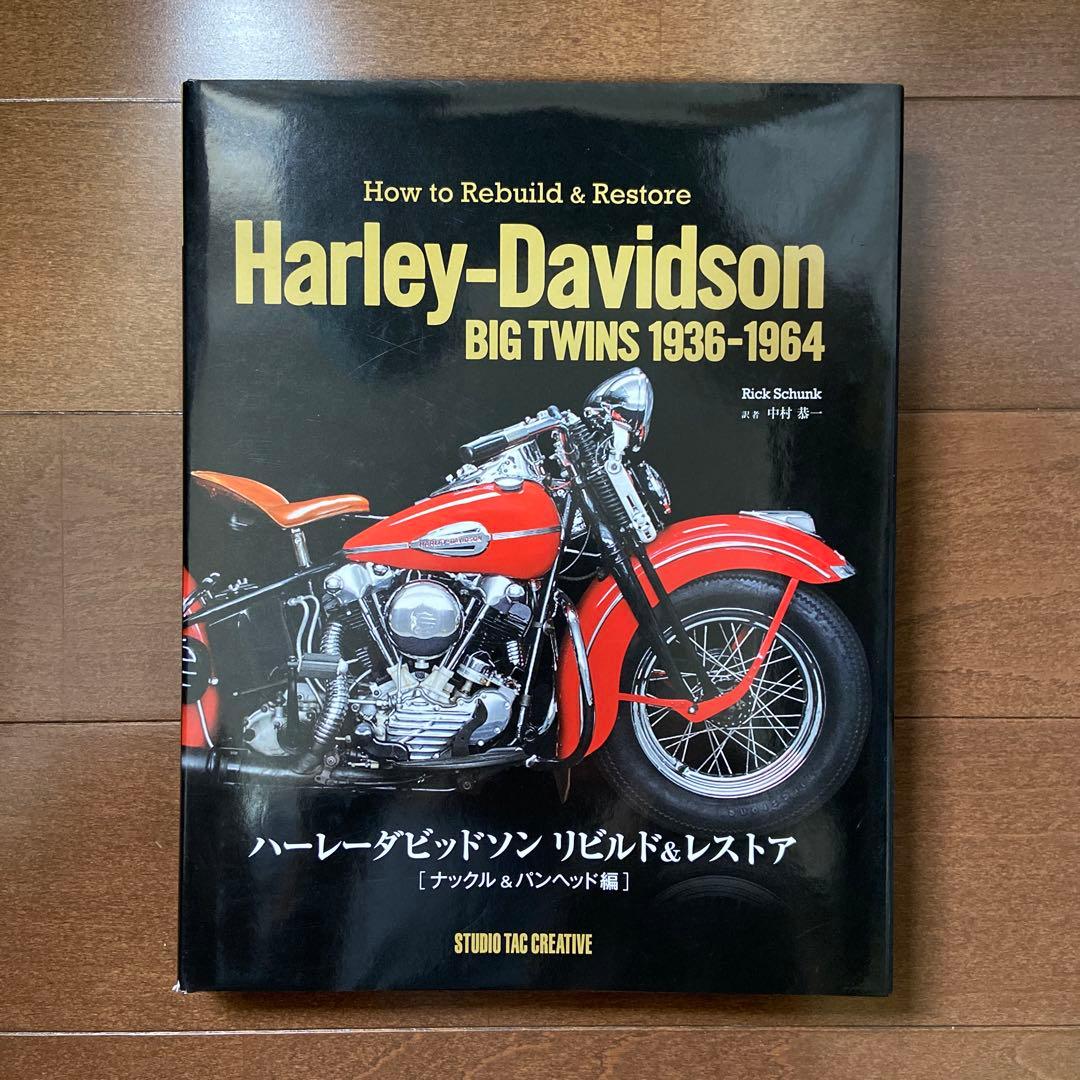 How to Rebuild & Restore
Harley-Davidson
BIG TWINS 1936-1964
Rick Schunk
訳者 中村 恭一
HARLEY-DAVIDSON
ハーレーダビッドソン リビルド&レストア
[ ナックル & パンヘッド編 ]
STUDIO TAC CREATIVE